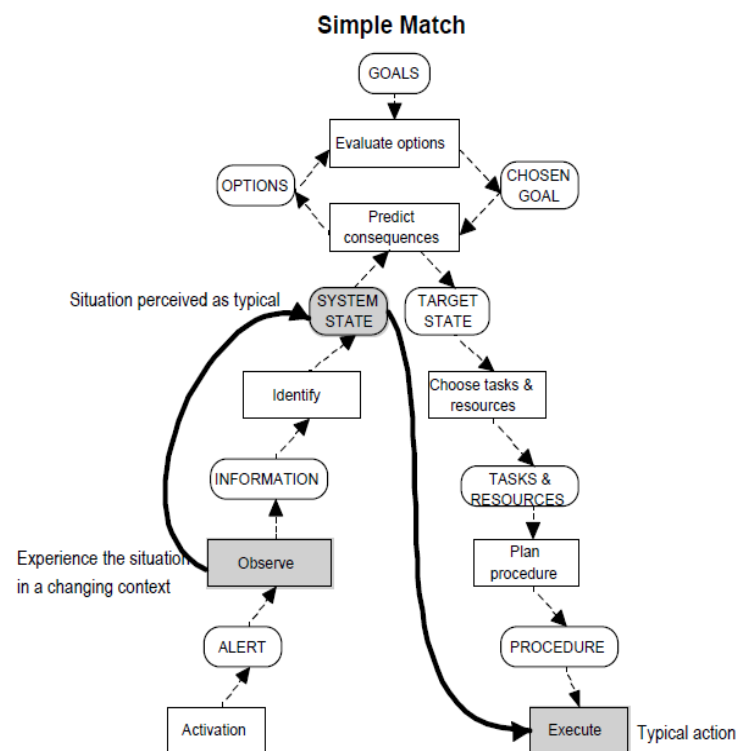 Simple Match
GOALS
Evaluate options
OPTIONS
CHOSEN
GOAL
Predict
consequences
Situation perceived as typical
SYSTEM
STATE
TARGET
STATE
Identify
Choose tasks &
resources
INFORMATION
TASKS &
RESOURCES
Experience the situation
in a changing context
Observe
Plan
procedure
ALERT
PROCEDURE
Activation
Execute
Typical action